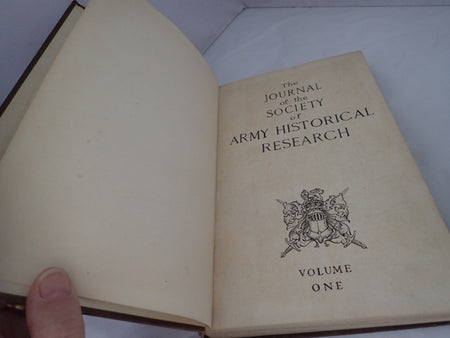 The
JOURNAL
of the
SOCIETY
of
ARMY HISTORICAL
RESEARCH
VOLUME
ONE